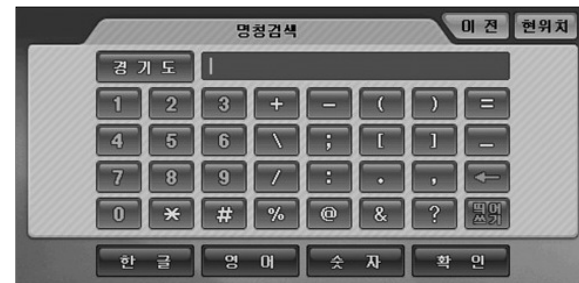 명칭검색 이 전 현위치
경 기 도
1 2 3 + - ( ) =
4 5 6 \ ; [ ] _
7 8 9 / : . , ←
0 * # % @ & ? 띄어쓰기
한 글 영 어 숫 자 확 인